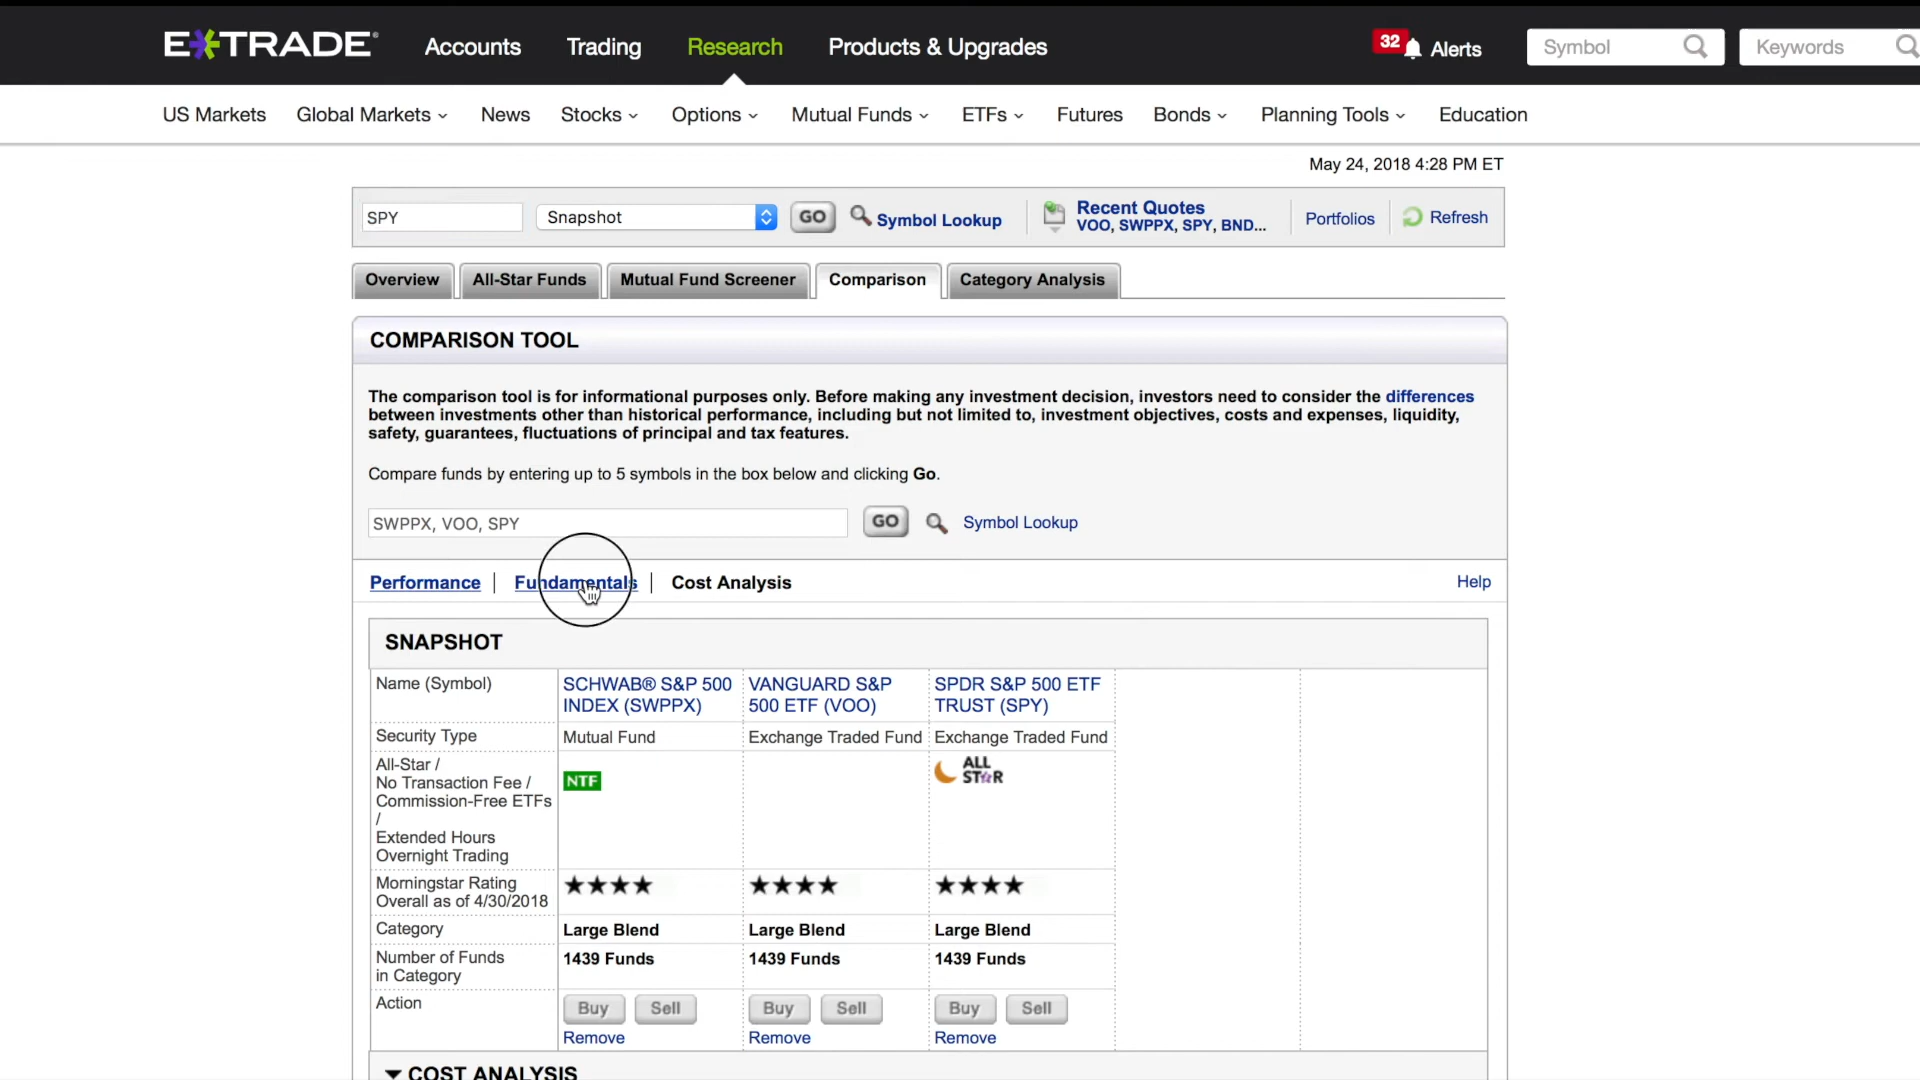 E*TRADE® Accounts Trading Research Products & Upgrades 32 Alerts Symbol Keywords
US Markets Global Markets News Stocks Options Mutual Funds ETFs Futures Bonds Planning Tools Education
May 24, 2018 4:28 PM ET
SPY Snapshot GO Symbol Lookup Recent Quotes Portfolios Refresh
VOO, SWPPX, SPY, BND...
Overview All-Star Funds Mutual Fund Screener Comparison Category Analysis
COMPARISON TOOL
The comparison tool is for informational purposes only. Before making any investment decision, investors need to consider the differences
between investments other than historical performance, including but not limited to, investment objectives, costs and expenses, liquidity,
safety, guarantees, fluctuations of principal and tax features.
Compare funds by entering up to 5 symbols in the box below and clicking Go.
SWPPX, VOO, SPY GO Symbol Lookup
Performance | Fundamentals | Cost Analysis Help
SNAPSHOT
Name (Symbol) SCHWAB® S&P 500 VANGUARD S&P SPDR S&P 500 ETF
INDEX (SWPPX) 500 ETF (VOO) TRUST (SPY)
Security Type Mutual Fund Exchange Traded Fund Exchange Traded Fund
All-Star / ALL
No Transaction Fee / NTF STAR
Commission-Free ETFs
/
Extended Hours
Overnight Trading
Morningstar Rating ★★★★ ★★★★ ★★★★
Overall as of 4/30/2018
Category Large Blend Large Blend Large Blend
Number of Funds 1439 Funds 1439 Funds 1439 Funds
in Category
Action Buy Sell Buy Sell Buy Sell
Remove Remove Remove
COST ANALYSIS